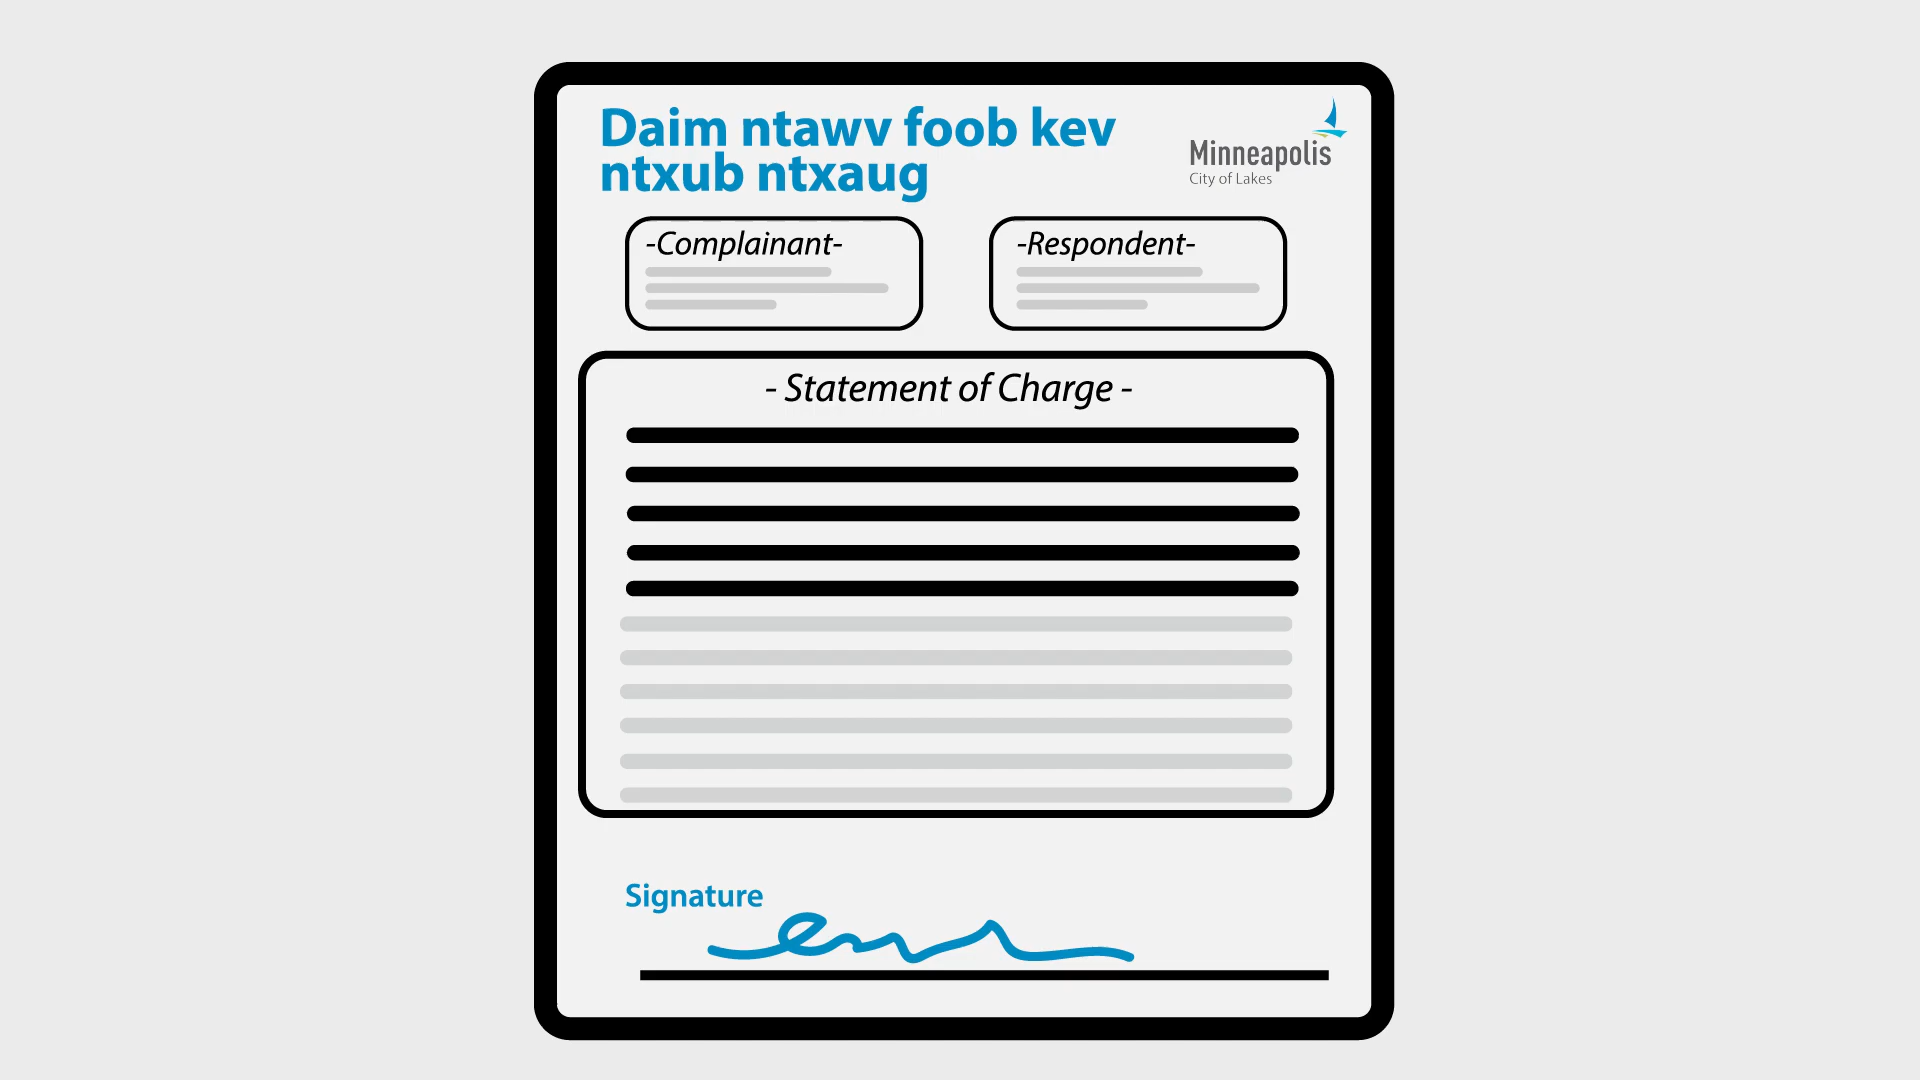 Daim ntawv foob kev
ntxub ntxaug
Minneapolis
City of Lakes
-Complainant-
-Respondent-
- Statement of Charge -
Signature